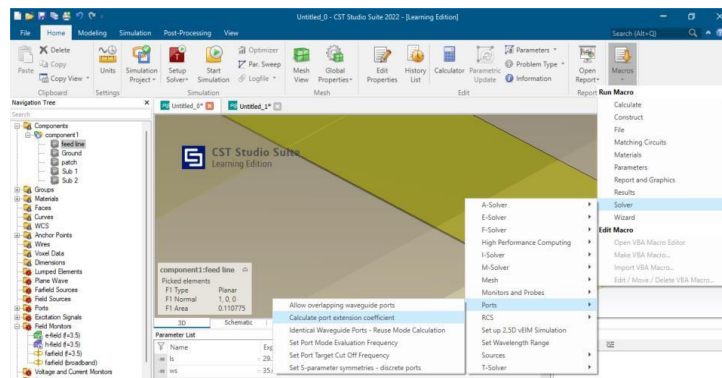 Untitled_0 - CST Studio Suite 2022 - [Learning Edition]
File Home Modeling Simulation Post-Processing View
Search (Alt+Q)
Paste
Delete
Copy
Copy View
Clipboard
Units
Settings
Simulation Project
Setup Solver
Start Simulation
Optimizer
Par. Sweep
Logfile
Simulation
Mesh View
Global Properties
Mesh
Edit Properties
History List
Calculator
Parametric Update
Parameters
Problem Type
Information
Edit
Open Report
Report
Macros
Run Macro
Calculate
Construct
File
Matching Circuits
Materials
Parameters
Report and Graphics
Results
Solver
Wizard
Edit Macro
Open VBA Macro Editor
Make VBA Macro...
Import VBA Macro...
Edit / Move / Delete VBA Macro...
Navigation Tree
Search
Components
component1
feed line
Ground
patch
Sub 1
Sub 2
Groups
Materials
Faces
Curves
WCS
Anchor Points
Wires
Voxel Data
Dimensions
Lumped Elements
Plane Wave
Farfield Sources
Field Sources
Ports
Excitation Signals
Field Monitors
e-field (f=3.5)
h-field (f=3.5)
farfield (f=3.5)
farfield (broadband)
Voltage and Current Monitors
Untitled_0*
Untitled_1*
CST Studio Suite
Learning Edition
component1:feed line
Picked elements
F1 Type Planar
F1 Normal 1, 0, 0
F1 Area 0.110775
3D Schematic
Parameter List
Name
ls = 29.
ws = 35.
A-Solver
E-Solver
F-Solver
High Performance Computing
I-Solver
M-Solver
Mesh
Monitors and Probes
Ports
RCS
Set up 2.5D vEIM Simulation
Set Wavelength Range
Sources
T-Solver
Allow overlapping waveguide ports
Calculate port extension coefficient
Identical Waveguide Ports - Reuse Mode Calculation
Set Port Mode Evaluation Frequency
Set Port Target Cut Off Frequency
Set S-parameter symmetries - discrete ports